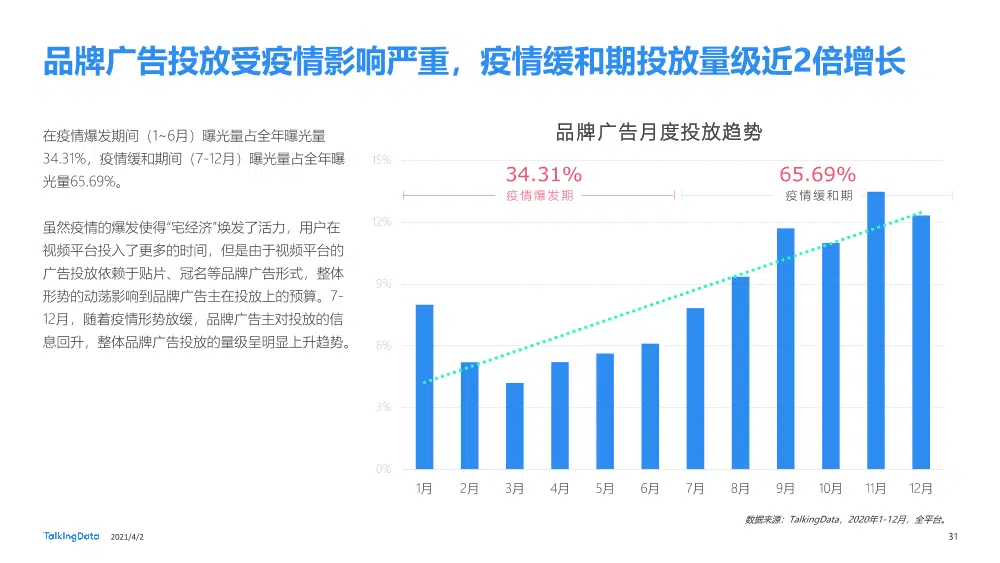 品牌广告投放受疫情影响严重，疫情缓和期投放量级近2倍增长
在疫情爆发期间（1~6月）曝光量占全年曝光量
34.31%，疫情缓和期间（7-12月）曝光量占全年曝
光量65.69%。
虽然疫情的爆发使得“宅经济”焕发了活力，用户在
视频平台投入了更多的时间，但是由于视频平台的
广告投放依赖于贴片、冠名等品牌广告形式，整体
形势的动荡影响到品牌广告主在投放上的预算。7-
12月，随着疫情形势放缓，品牌广告主对投放的信
息回升，整体品牌广告投放的量级呈明显上升趋势。
品牌广告月度投放趋势
15%
34.31%
65.69%
疫情爆发期
疫情缓和期
12%
9%
6%
3%
0%
1月 2月 3月 4月 5月 6月 7月 8月 9月 10月 11月 12月
数据来源：TalkingData，2020年1-12月，全平台。
TalkingData 2021/4/2
31